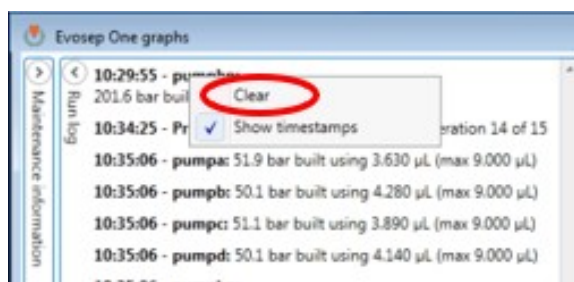 Evosep One graphs
Maintenance information
Run log
10:29:55 -
201.6 bar
Clear
10:34:25 -
Show timestamps
14 of 15
10:35:06 - pumpa: 51.9 bar built using 3.630 µL (max 9.000 µL)
10:35:06 - pumpb: 50.1 bar built using 4.280 µL (max 9.000 µL)
10:35:06 - pumpc: 51.1 bar built using 3.890 µL (max 9.000 µL)
10:35:06 - pumpd: 50.1 bar built using 4.140 µL (max 9.000 µL)